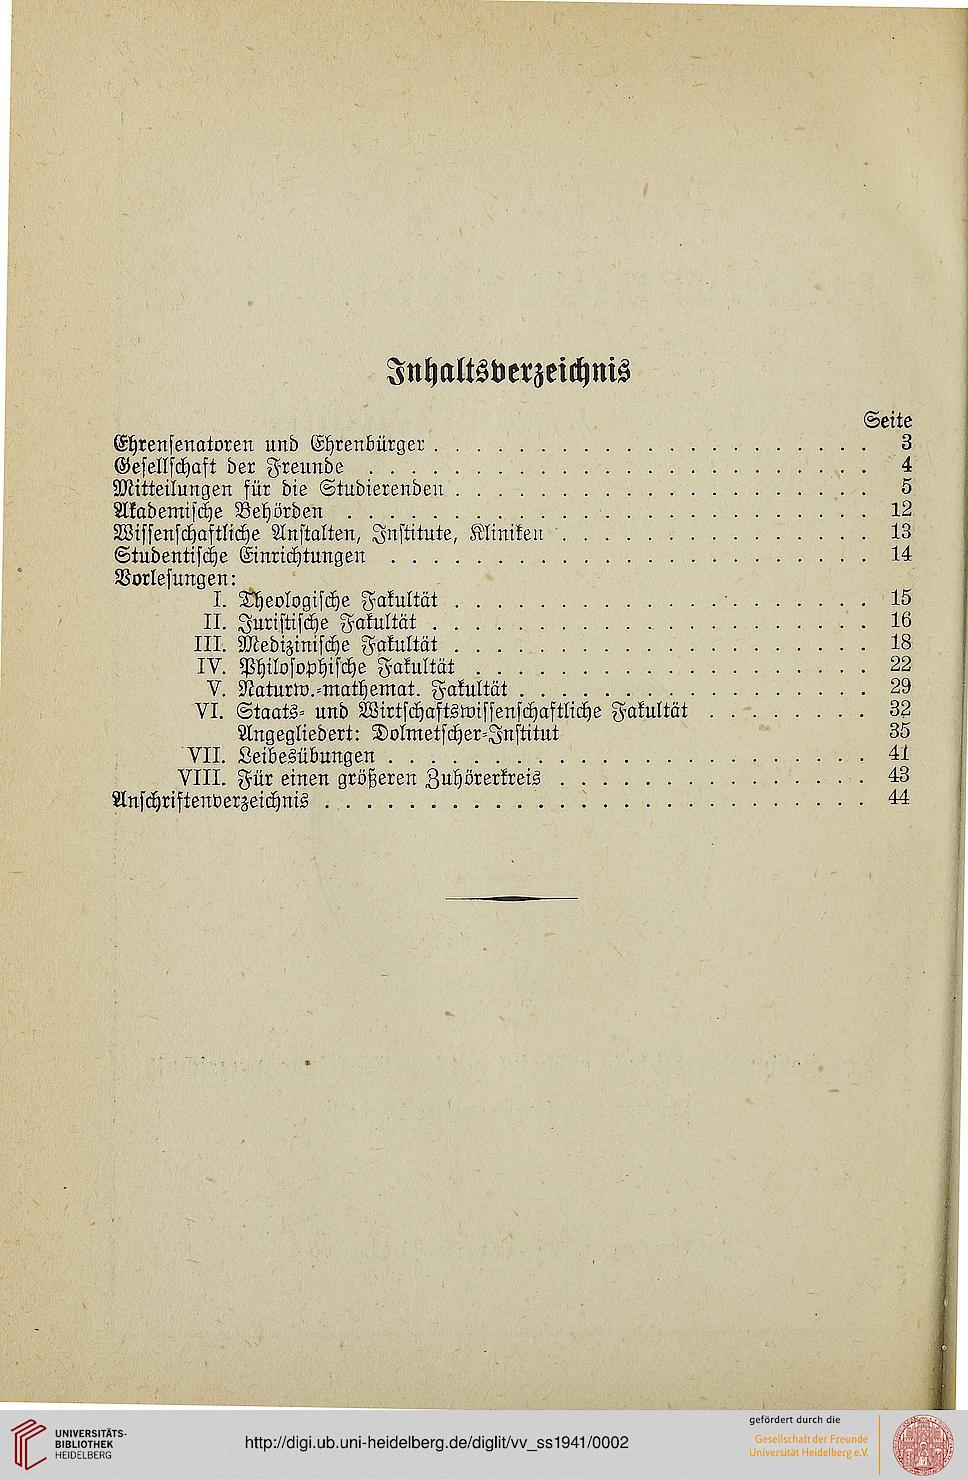 Inhaltsverzeichnis
Seite
Ehrensenatoren und Ehrenbürger . . . . . . . . . . . . . . . . . . . . . 3
Gesellschaft der Freunde . . . . . . . . . . . . . . . . . . . . . . . . 4
Mitteilungen für die Studierenden . . . . . . . . . . . . . . . . . . . . 5
Akademische Behörden . . . . . . . . . . . . . . . . . . . . . . . . . 12
Wissenschaftliche Anstalten, Institute, Kliniken . . . . . . . . . . . . . . . 13
Studentische Einrichtungen . . . . . . . . . . . . . . . . . . . . . . . 14
Vorlesungen:
I. Theologische Fakultät . . . . . . . . . . . . . . . . . . . . 15
II. Juristische Fakultät . . . . . . . . . . . . . . . . . . . . . 16
III. Medizinische Fakultät . . . . . . . . . . . . . . . . . . . . 18
IV. Philosophische Fakultät . . . . . . . . . . . . . . . . . . . 22
V. Naturw.-mathemat. Fakultät . . . . . . . . . . . . . . . . . 29
VI. Staats- und Wirtschaftswissenschaftliche Fakultät . . . . . . . . 32
Angegliedert: Dolmetscher-Institut 35
VII. Leibesübungen . . . . . . . . . . . . . . . . . . . . . . . 41
VIII. Für einen größeren Zuhörerkreis . . . . . . . . . . . . . . . 43
Anschriftenverzeichnis . . . . . . . . . . . . . . . . . . . . . . . . . . 44
UNIVERSITÄTS-
BIBLIOTHEK
HEIDELBERG
http://digi.ub.uni-heidelberg.de/diglit/vv_ss1941/0002
gefördert durch die
Gesellschaft der Freunde
Universität Heidelberg e.V.